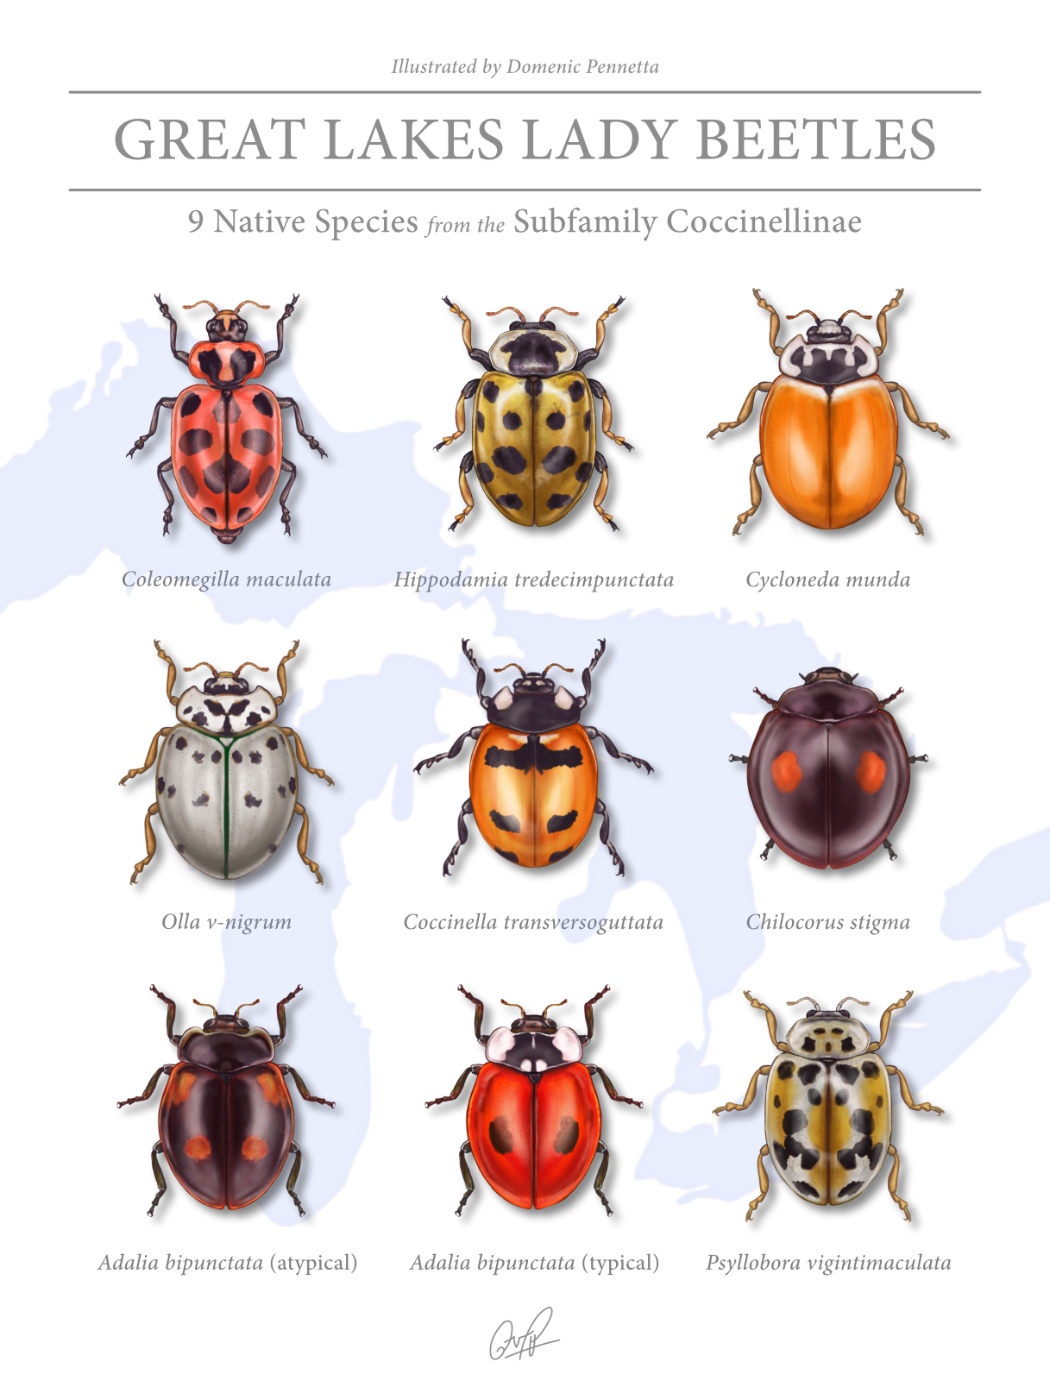 Illustrated by Domenic Pennetta
GREAT LAKES LADY BEETLES
9 Native Species from the Subfamily Coccinellinae
Coleomegilla maculata
Hippodamia tredecimpunctata
Cycloneda munda
Olla v-nigrum
Coccinella transversoguttata
Chilocorus stigma
Adalia bipunctata (atypical)
Adalia bipunctata (typical)
Psyllobora vigintimaculata